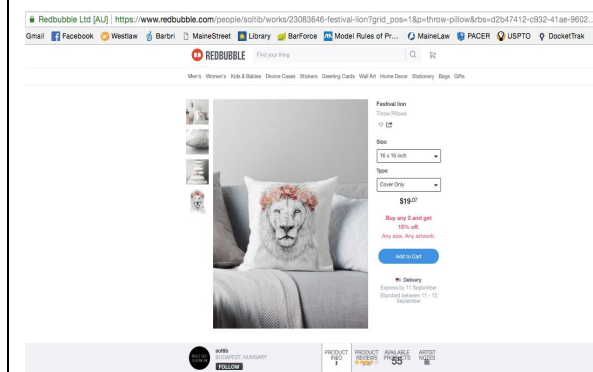 Redbubble Ltd [AU] | https://www.redbubble.com/people/soltib/works/23083646-festival-lion?grid_pos=1&p=throw-pillow&rbs=d2b47412-c932-41ae-9602...
Gmail Facebook Westlaw Barbri MaineStreet Library BarForce Model Rules of Pr... MaineLaw PACER USPTO DocketTrak
REDBUBBLE Find your thing
Men's Women's Kids & Babies Device Cases Stickers Greeting Cards Wall Art Home Decor Stationery Bags Gifts
Festival lion
Throw Pillows
Size:
16 x 16 inch
Type:
Cover Only
$19.07
Buy any 2 and get
15% off.
Any size. Any artwork.
Add to Cart
Delivery
Express by 11 September
Standard between 11 - 12
September
soltib
BUDAPEST, HUNGARY
FOLLOW
PRODUCT INFO
PRODUCT REVIEWS
AVAILABLE PRODUCTS
55
ARTIST NOTES